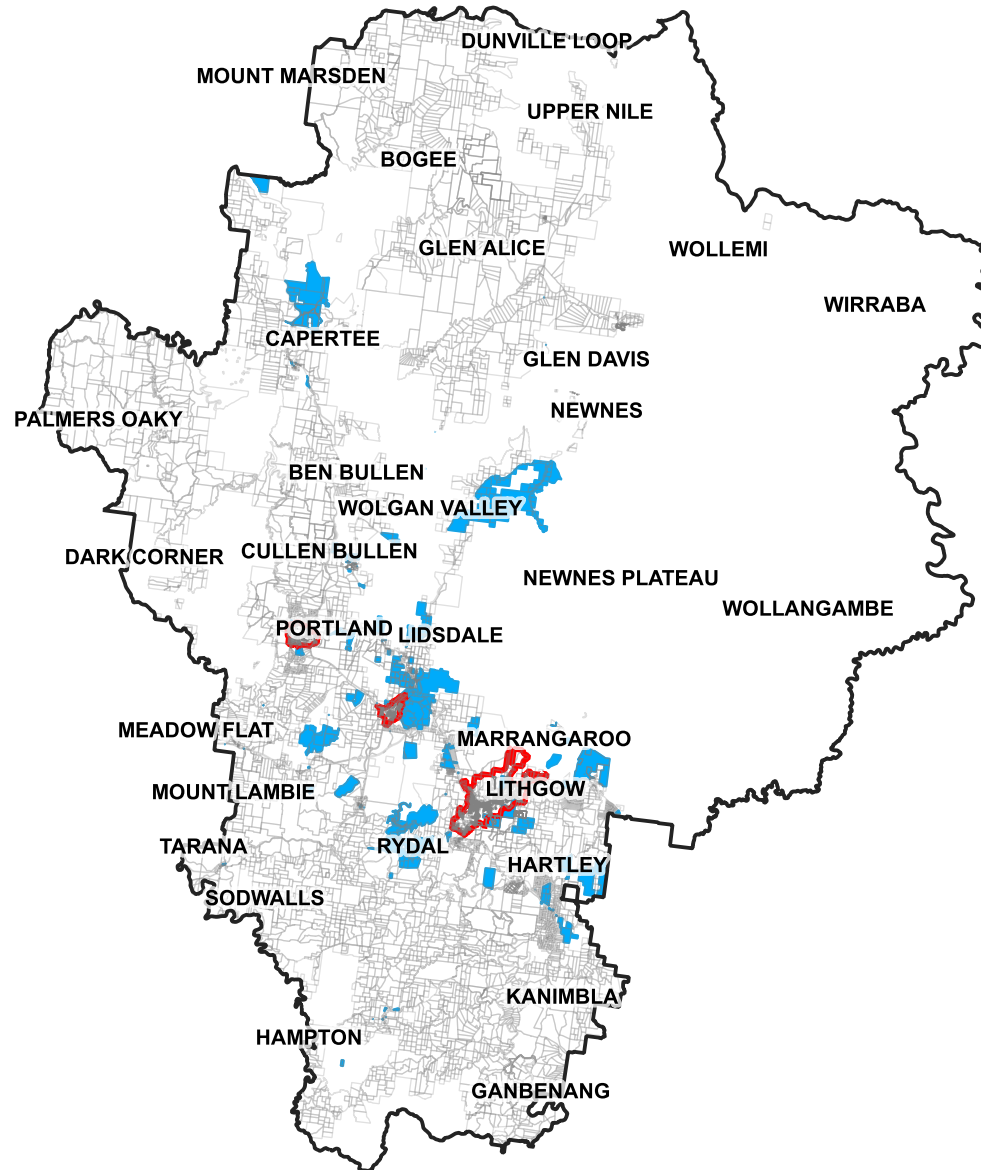 DUNVILLE LOOP
MOUNT MARSDEN
UPPER NILE
BOGEE
GLEN ALICE
WOLLEMI
WIRRABA
CAPERTEE
GLEN DAVIS
NEWNES
PALMERS OAKY
BEN BULLEN
WOLGAN VALLEY
CULLEN BULLEN
DARK CORNER
NEWNES PLATEAU
WOLLANGAMBE
PORTLAND
LIDSDALE
MEADOW FLAT
MARRANGAROO
LITHGOW
MOUNT LAMBIE
TARANA
RYDAL
HARTLEY
SODWALLS
KANIMBLA
HAMPTON
GANBENANG